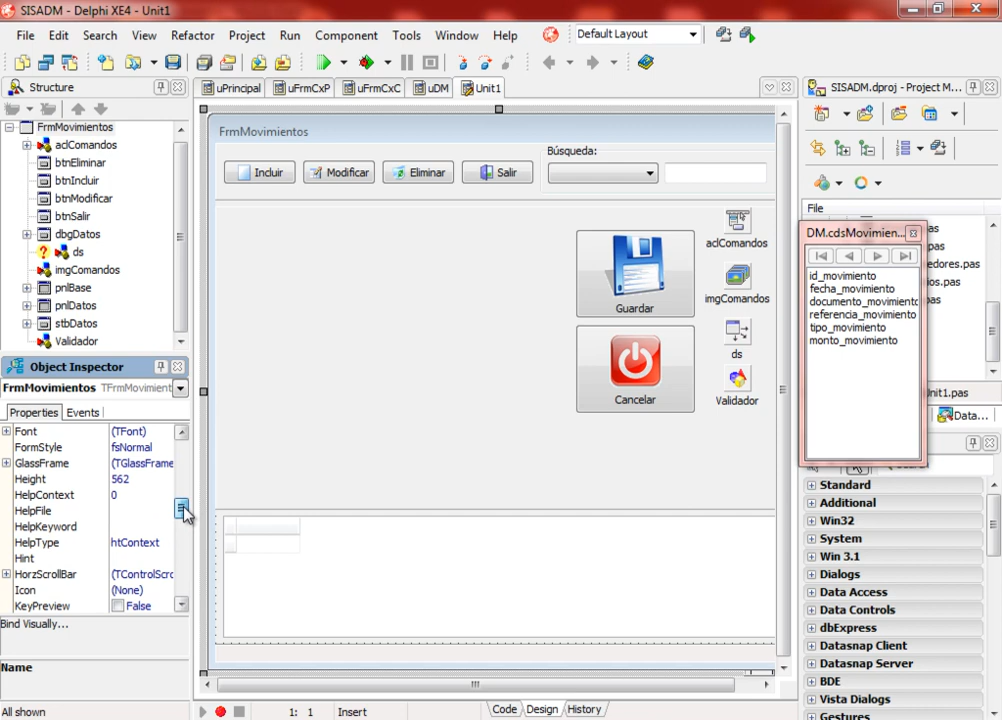 SISADM - Delphi XE4 - Unit1
File Edit Search View Refactor Project Run Component Tools Window Help Default Layout
Structure
uPrincipal uFrmCxP uFrmCxC uDM Unit1
SISADM.dproj - Project M...
FrmMovimientos
aclComandos
btnEliminar
btnIncluir
btnModificar
btnSalir
dbgDatos
ds
imgComandos
pnlBase
pnlDatos
stbDatos
Validador
FrmMovimientos
Incluir Modificar Eliminar Salir
Búsqueda:
Guardar
Cancelar
aclComandos
imgComandos
ds
Validador
File
DM.cdsMovimien...
id_movimiento
fecha_movimiento
documento_movimiento
referencia_movimiento
tipo_movimiento
monto_movimiento
as
pas
edores.pas
ios.pas
as
nit1.pas
Data...
Object Inspector
FrmMovimientos TFrmMovimient
Properties Events
Font (TFont)
FormStyle fsNormal
GlassFrame (TGlassFrame
Height 562
HelpContext 0
HelpFile
HelpKeyword
HelpType htContext
Hint
HorzScrollBar (TControlScro
Icon (None)
KeyPreview False
Bind Visually...
Name
All shown
1: 1 Insert Code Design History
Standard
Additional
Win32
System
Win 3.1
Dialogs
Data Access
Data Controls
dbExpress
Datasnap Client
Datasnap Server
BDE
Vista Dialogs
Gestures